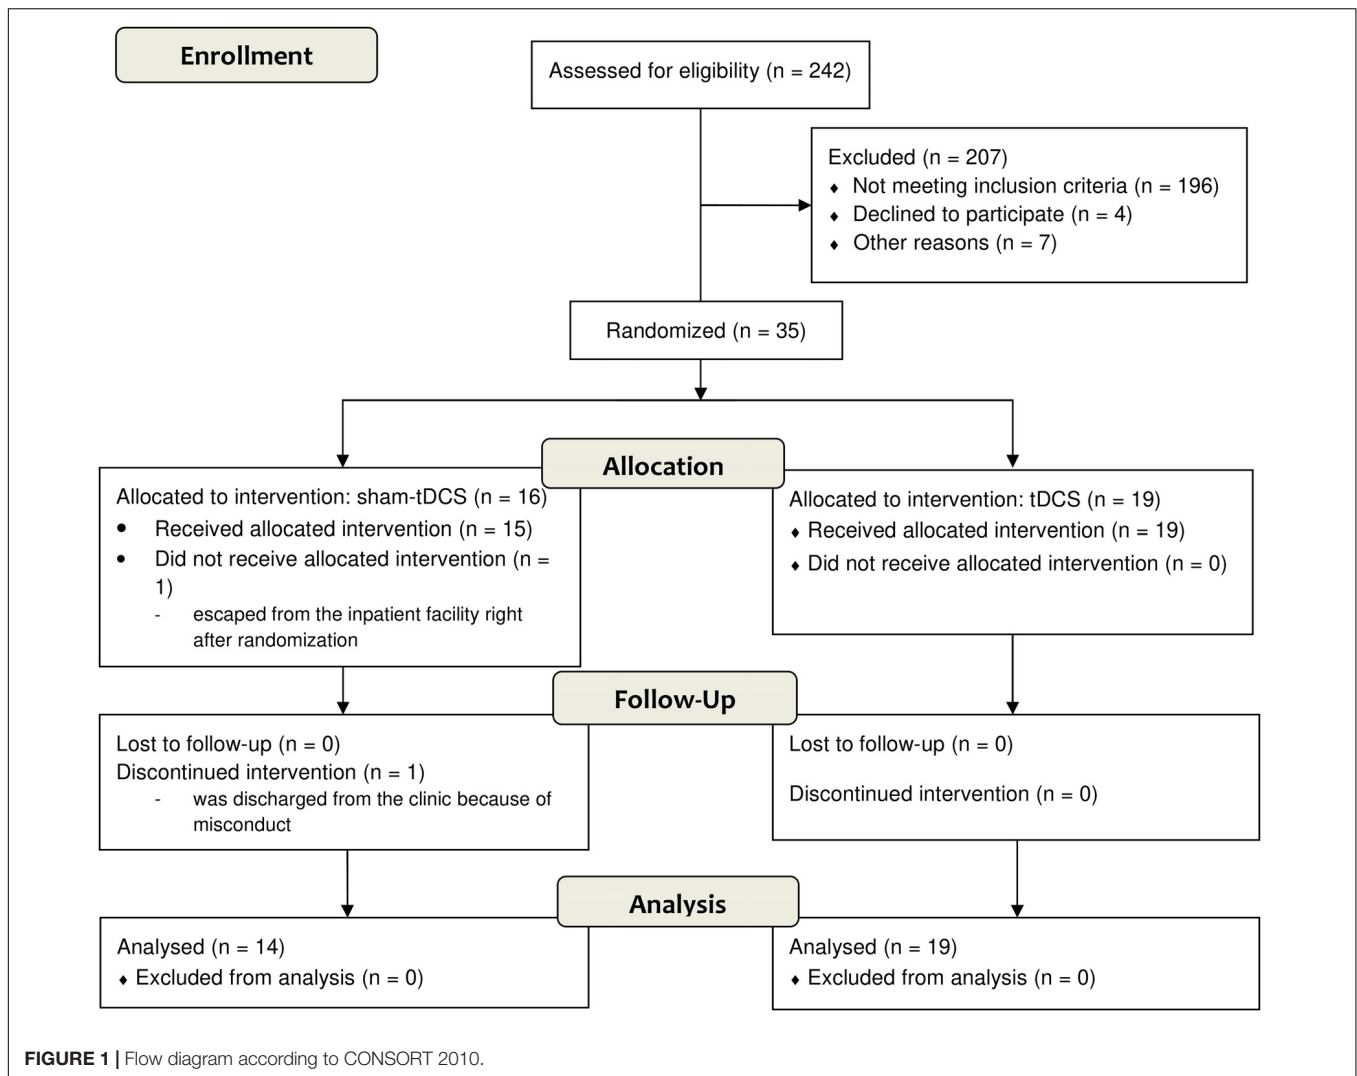 Enrollment
Assessed for eligibility (n = 242)
Excluded (n = 207)
♦ Not meeting inclusion criteria (n = 196)
♦ Declined to participate (n = 4)
♦ Other reasons (n = 7)
Randomized (n = 35)
Allocation
Allocated to intervention: sham-tDCS (n = 16)
• Received allocated intervention (n = 15)
• Did not receive allocated intervention (n =
1)
- escaped from the inpatient facility right
after randomization
Allocated to intervention: tDCS (n = 19)
♦ Received allocated intervention (n = 19)
♦ Did not receive allocated intervention (n = 0)
Follow-Up
Lost to follow-up (n = 0)
Discontinued intervention (n = 1)
- was discharged from the clinic because of
misconduct
Lost to follow-up (n = 0)
Discontinued intervention (n = 0)
Analysis
Analysed (n = 14)
♦ Excluded from analysis (n = 0)
Analysed (n = 19)
♦ Excluded from analysis (n = 0)
FIGURE 1 | Flow diagram according to CONSORT 2010.